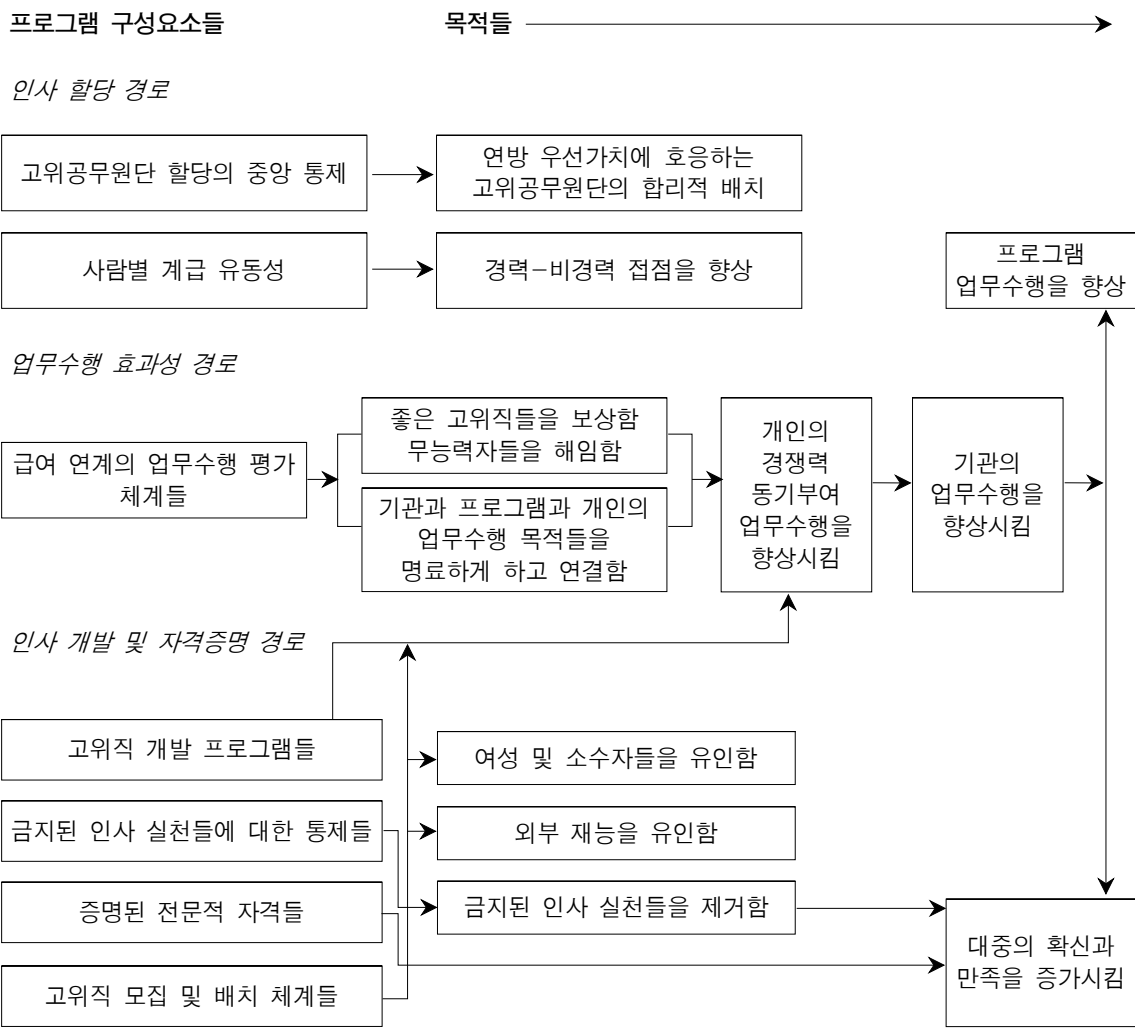 프로그램 구성요소들
목적들
인사 할당 경로
고위공무원단 할당의 중앙 통제
연방 우선가치에 호응하는
고위공무원단의 합리적 배치
사람별 계급 유동성
경력-비경력 접점을 향상
프로그램
업무수행을 향상
업무수행 효과성 경로
급여 연계의 업무수행 평가
체계들
좋은 고위직들을 보상함
무능력자들을 해임함
기관과 프로그램과 개인의
업무수행 목적들을
명료하게 하고 연결함
개인의
경쟁력
동기부여
업무수행을
향상시킴
기관의
업무수행을
향상시킴
인사 개발 및 자격증명 경로
고위직 개발 프로그램들
여성 및 소수자들을 유인함
금지된 인사 실천들에 대한 통제들
외부 재능을 유인함
증명된 전문적 자격들
금지된 인사 실천들을 제거함
고위직 모집 및 배치 체계들
대중의 확신과
만족을 증가시킴